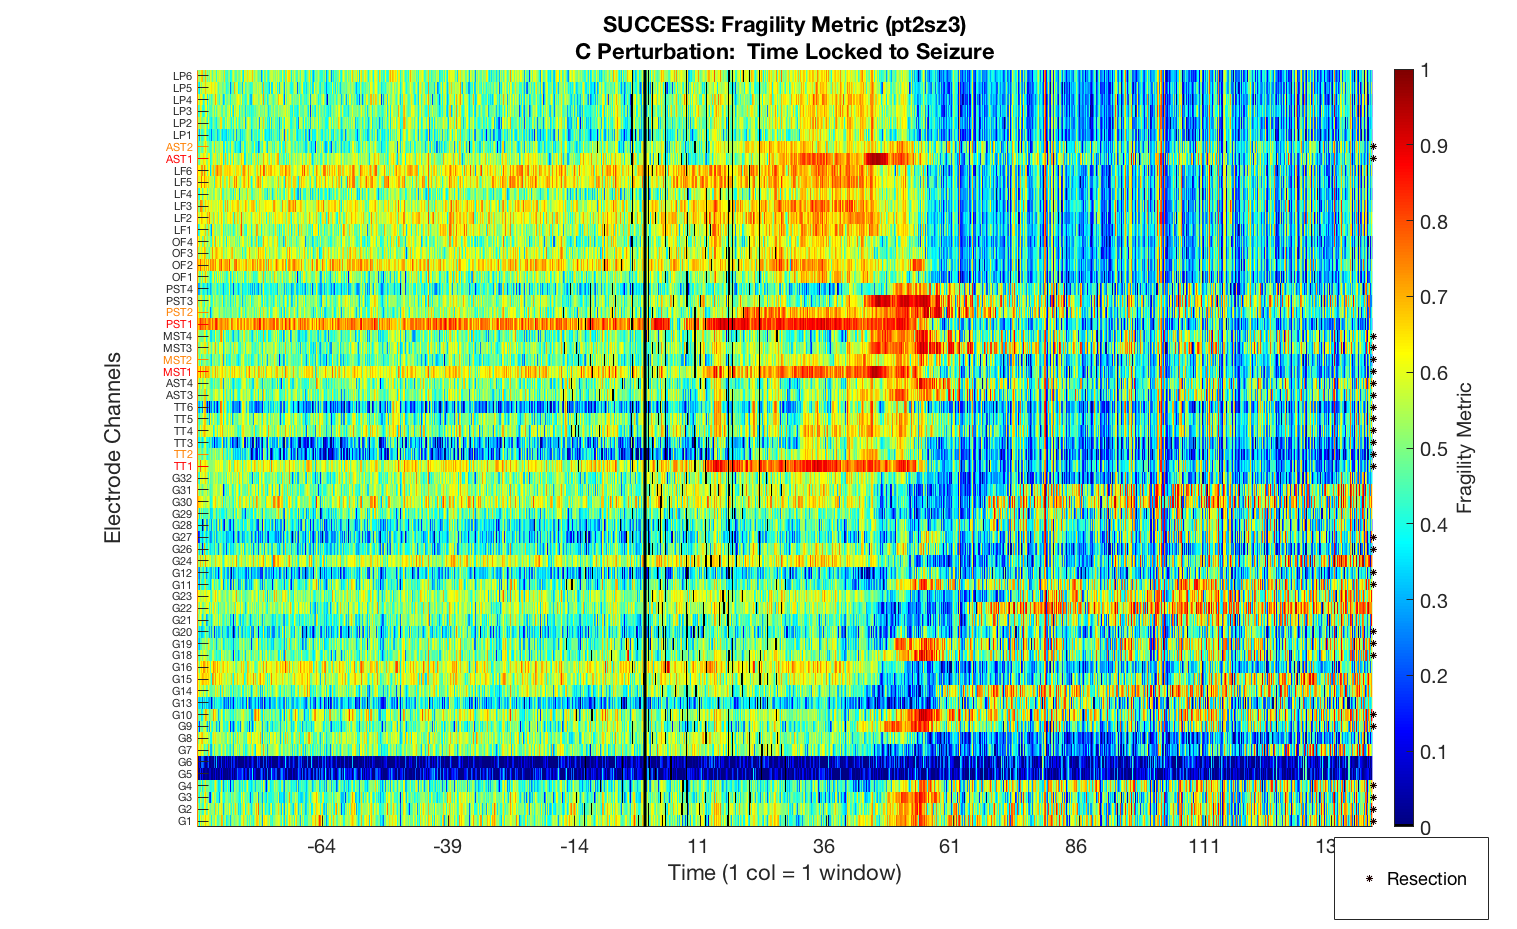 SUCCESS: Fragility Metric (pt2sz3)
C Perturbation: Time Locked to Seizure
Electrode Channels
LP6
LP5
LP4
LP3
LP2
LP1
AST2
AST1
LF6
LF5
LF4
LF3
LF2
LF1
OF4
OF3
OF2
OF1
PST4
PST3
PST2
PST1
MST4
MST3
MST2
MST1
AST4
AST3
TT6
TT5
TT4
TT3
TT2
TT1
G32
G31
G30
G29
G28
G27
G26
G24
G12
G11
G23
G22
G21
G20
G19
G18
G16
G15
G14
G13
G10
G9
G8
G7
G6
G5
G4
G3
G2
G1
-64 -39 -14 11 36 61 86 111 13
Time (1 col = 1 window)
1
0.9
0.8
0.7
0.6
0.5
0.4
0.3
0.2
0.1
0
Fragility Metric
* Resection